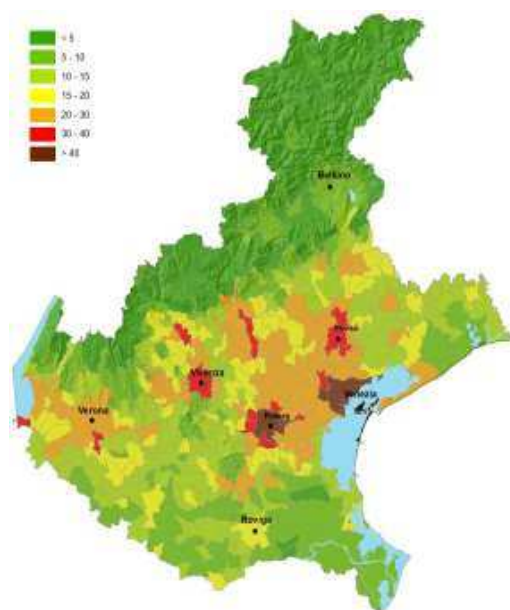 < 5
5 - 10
10 - 15
15 - 20
20 - 30
30 - 40
> 40
Belluno
Treviso
Vicenza
Venezia
Verona
Padova
Rovigo